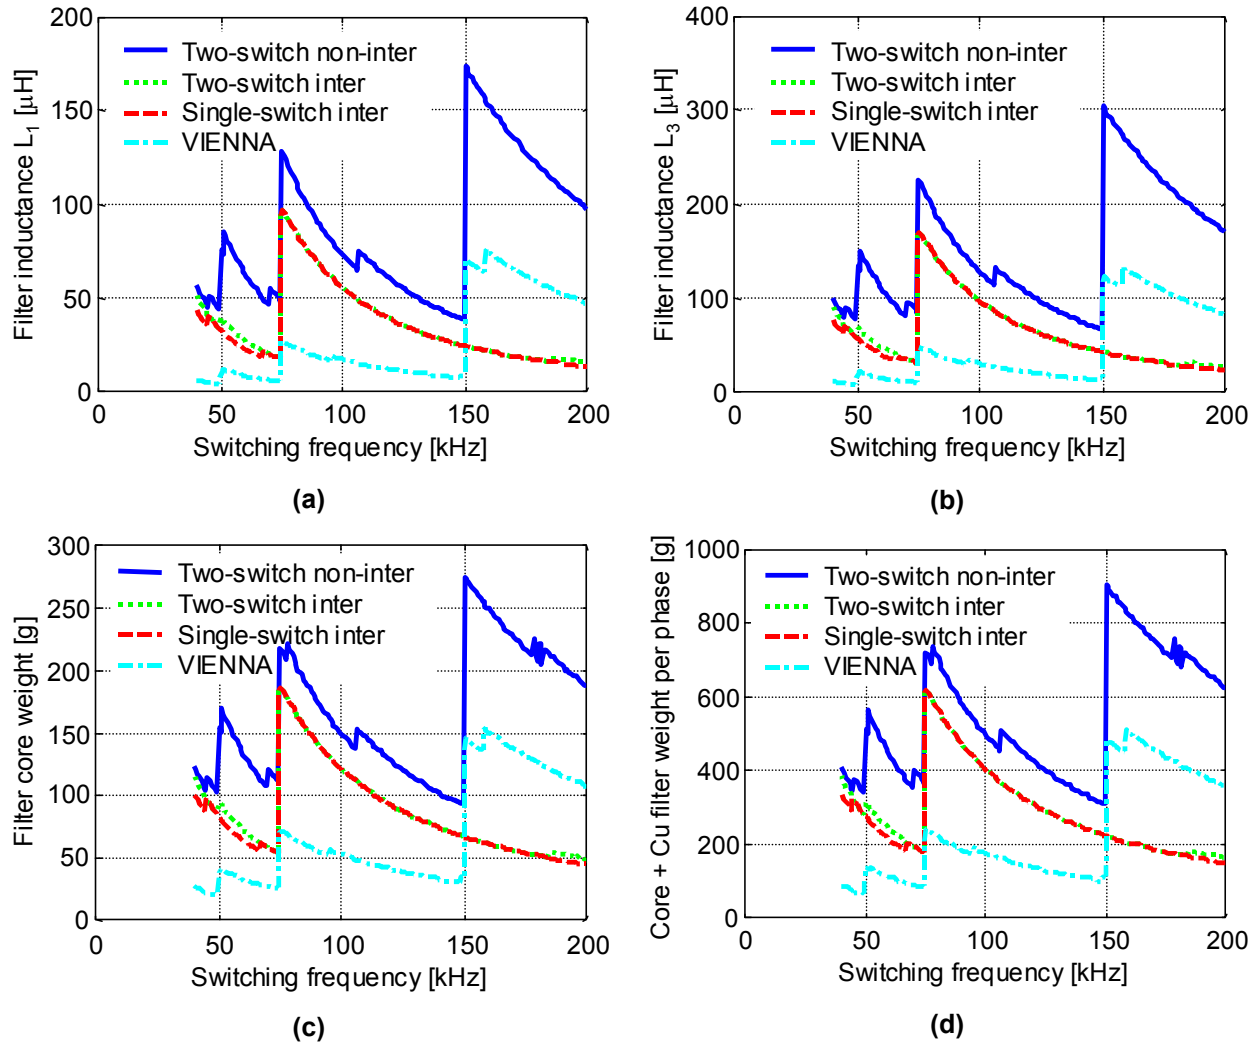 Filter inductance L1 [µH]
200
150
100
50
0
Two-switch non-inter
Two-switch inter
Single-switch inter
VIENNA
0 50 100 150 200
Switching frequency [kHz]
(a)
Filter inductance L3 [µH]
400
300
200
100
0
Two-switch non-inter
Two-switch inter
Single-switch inter
VIENNA
0 50 100 150 200
Switching frequency [kHz]
(b)
Filter core weight [g]
300
250
200
150
100
50
0
Two-switch non-inter
Two-switch inter
Single-switch inter
VIENNA
0 50 100 150 200
Switching frequency [kHz]
(c)
Core + Cu filter weight per phase [g]
1000
800
600
400
200
0
Two-switch non-inter
Two-switch inter
Single-switch inter
VIENNA
0 50 100 150 200
Switching frequency [kHz]
(d)